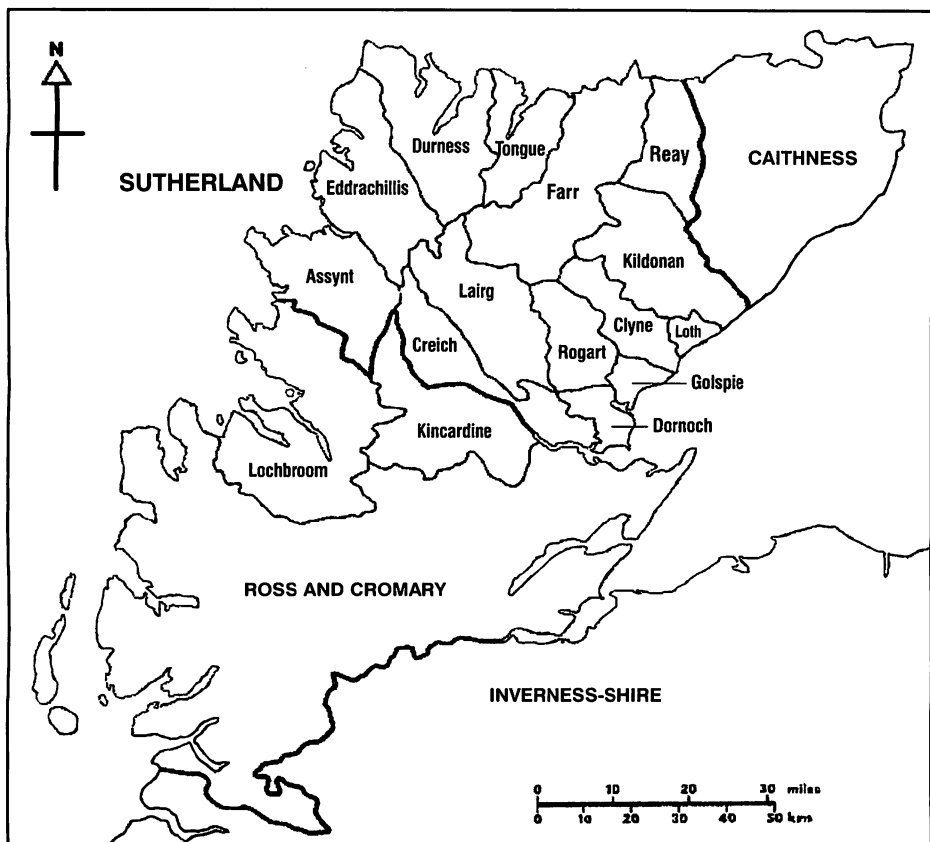 N
Durness
Tongue
Reay
CAITHNESS
SUTHERLAND
Eddrachillis
Farr
Kildonan
Assynt
Lairg
Clyne
Loth
Creich
Rogart
Golspie
Dornoch
Kincardine
Lochbroom
ROSS AND CROMARY
INVERNESS-SHIRE
0 10 20 30 miles
0 10 20 30 40 50 km